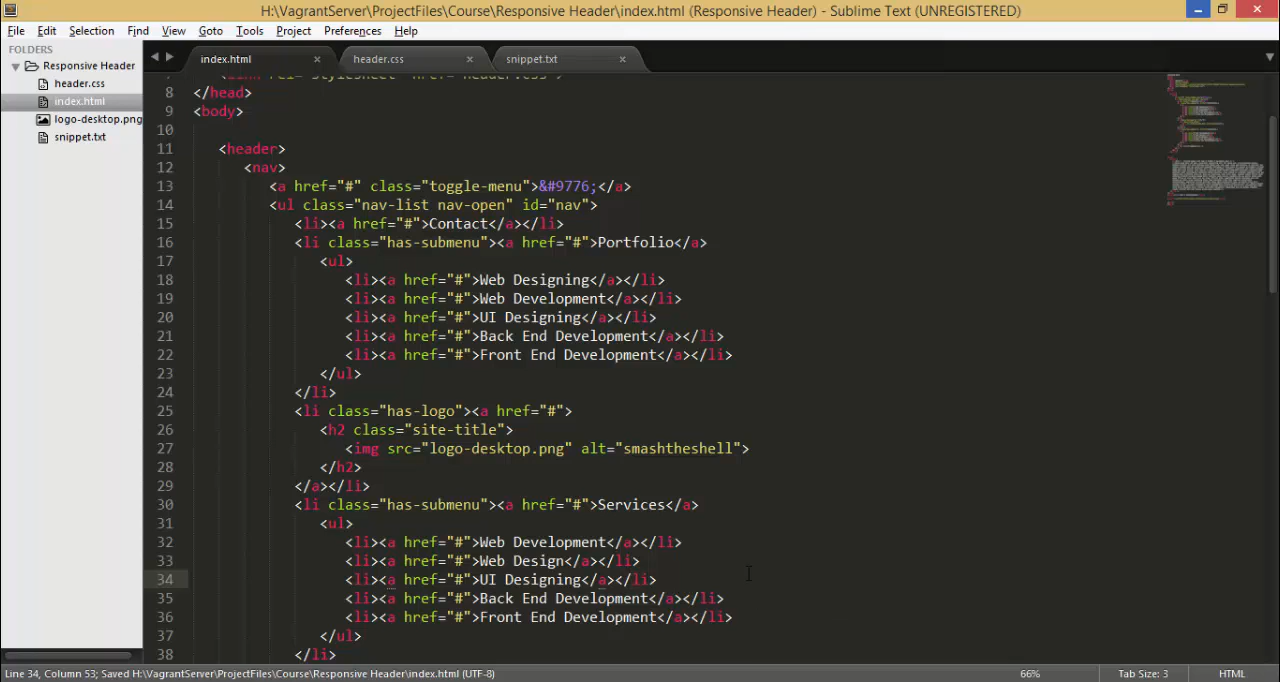 H:\VagrantServer\ProjectFiles\Course\Responsive Header\index.html (Responsive Header) - Sublime Text (UNREGISTERED)
File Edit Selection Find View Goto Tools Project Preferences Help
FOLDERS
Responsive Header
header.css
index.html
logo-desktop.png
snippet.txt
index.html × header.css × snippet.txt ×
8 </head>
9 <body>
10
11 <header>
12 <nav>
13 <a href="#" class="toggle-menu">&#9776;</a>
14 <ul class="nav-list nav-open" id="nav">
15 <li><a href="#">Contact</a></li>
16 <li class="has-submenu"><a href="#">Portfolio</a>
17 <ul>
18 <li><a href="#">Web Designing</a></li>
19 <li><a href="#">Web Development</a></li>
20 <li><a href="#">UI Designing</a></li>
21 <li><a href="#">Back End Development</a></li>
22 <li><a href="#">Front End Development</a></li>
23 </ul>
24 </li>
25 <li class="has-logo"><a href="#">
26 <h2 class="site-title">
27 <img src="logo-desktop.png" alt="smashtheshell">
28 </h2>
29 </a></li>
30 <li class="has-submenu"><a href="#">Services</a>
31 <ul>
32 <li><a href="#">Web Development</a></li>
33 <li><a href="#">Web Design</a></li>
34 <li><a href="#">UI Designing</a></li>
35 <li><a href="#">Back End Development</a></li>
36 <li><a href="#">Front End Development</a></li>
37 </ul>
38 </li>
Line 34, Column 53; Saved H:\VagrantServer\ProjectFiles\Course\Responsive Header\index.html (UTF-8) 66% Tab Size: 3 HTML